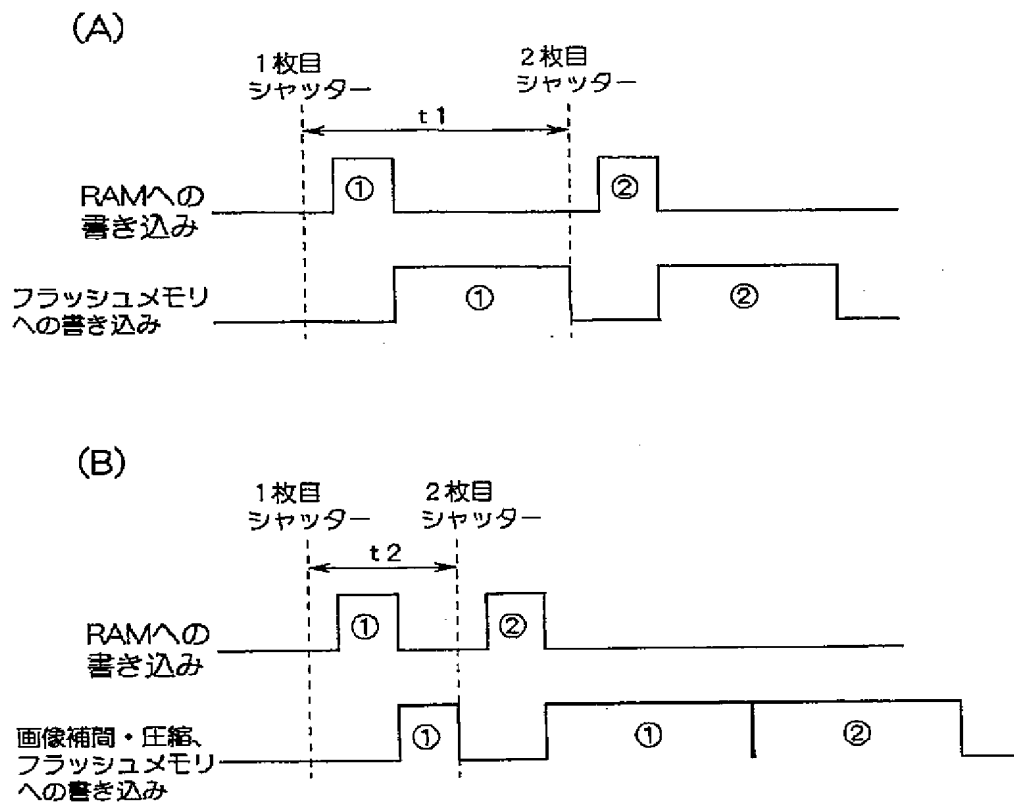 (A)
1枚目
シャッター
2枚目
シャッター
t1
RAMへの
書き込み
①
②
フラッシュメモリ
への書き込み
①
②
(B)
1枚目
シャッター
2枚目
シャッター
t2
RAMへの
書き込み
①
②
画像補間・圧縮、
フラッシュメモリ
への書き込み
①
①
②